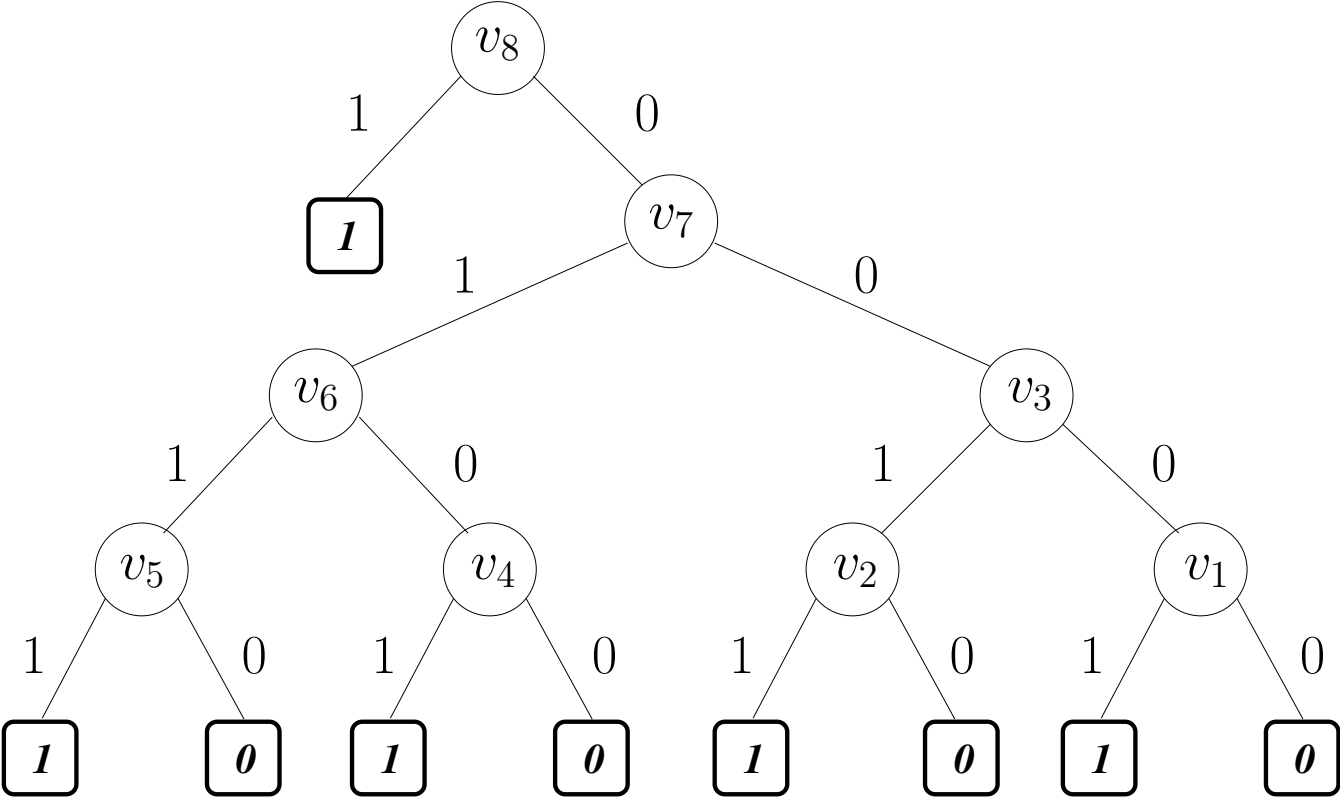 v₈
1 0
1 v₇
1 0
v₆ v₃
1 0 1 0
v₅ v₄ v₂ v₁
1 0 1 0 1 0 1 0
1 0 1 0 1 0 1 0